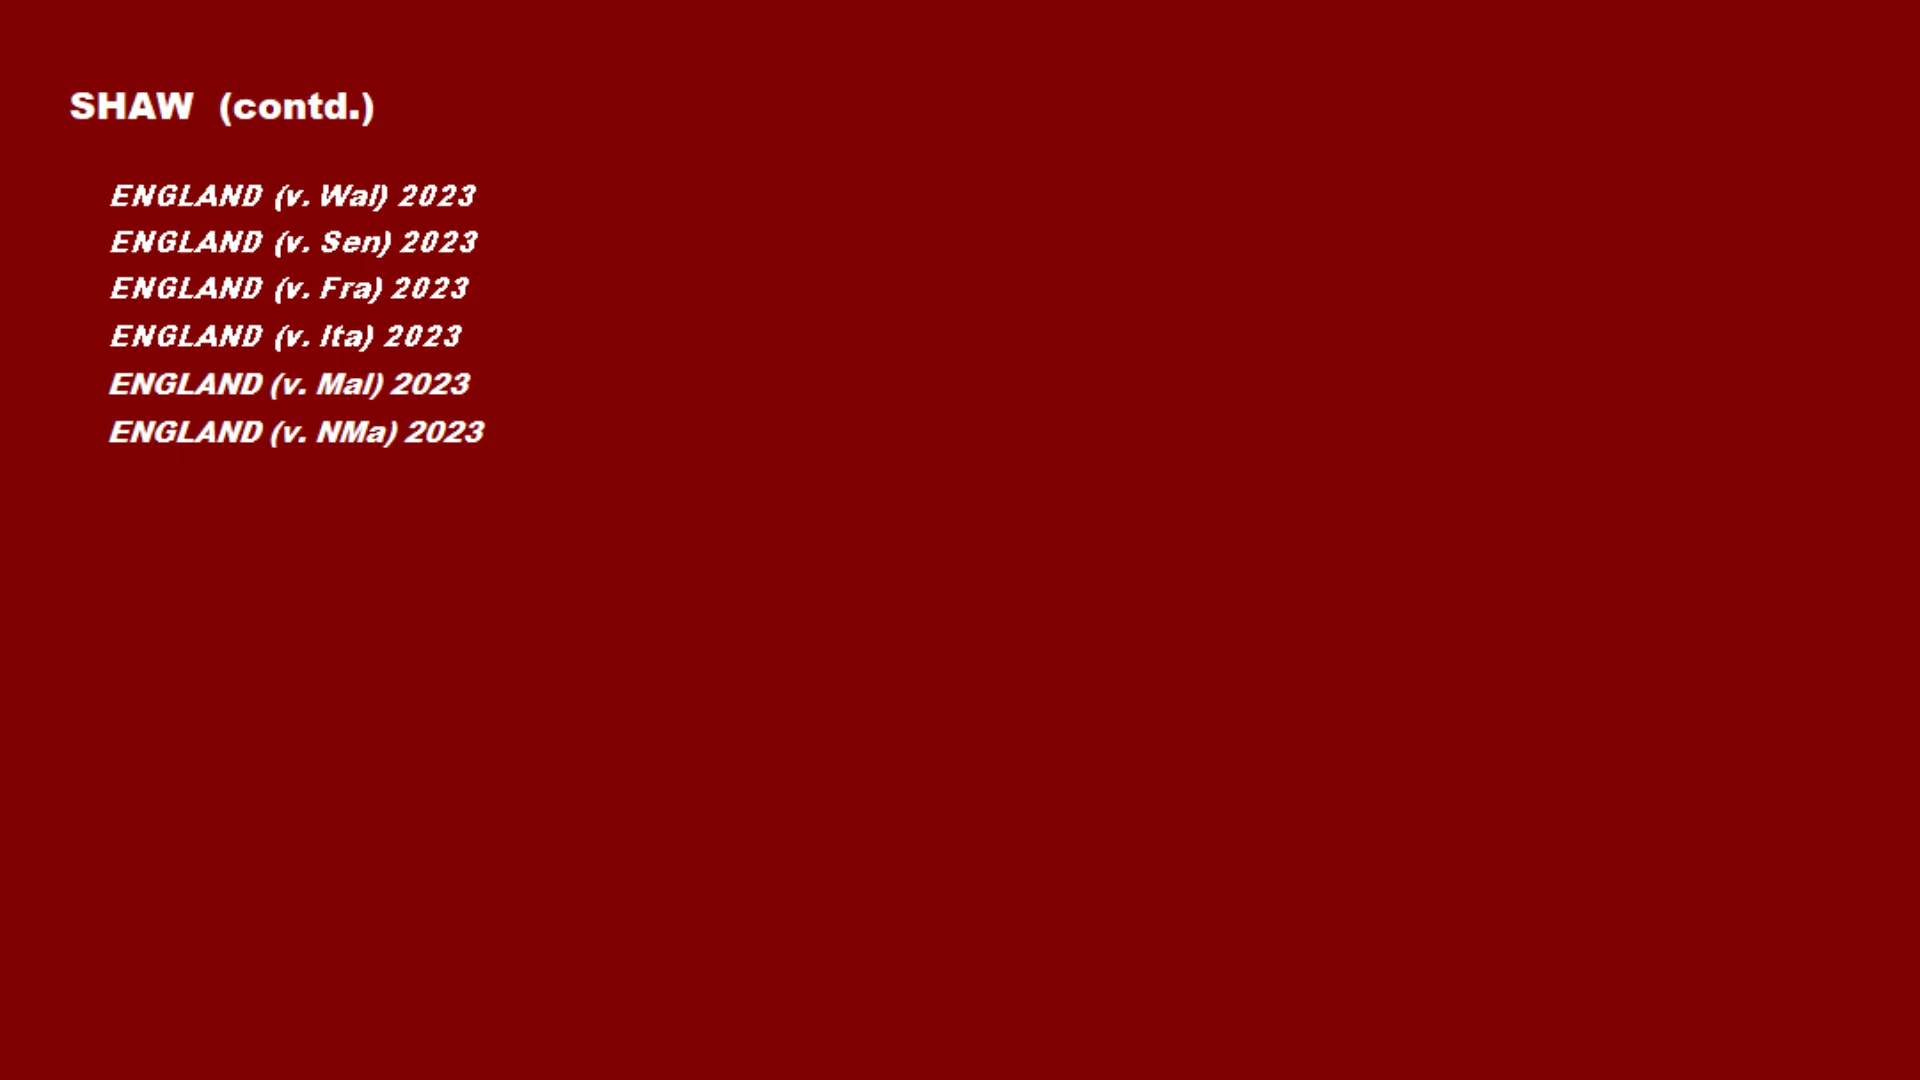 SHAW (contd.)
ENGLAND (v. Wal) 2023
ENGLAND (v. Sen) 2023
ENGLAND (v. Fra) 2023
ENGLAND (v. Ita) 2023
ENGLAND (v. Mal) 2023
ENGLAND (v. NMa) 2023